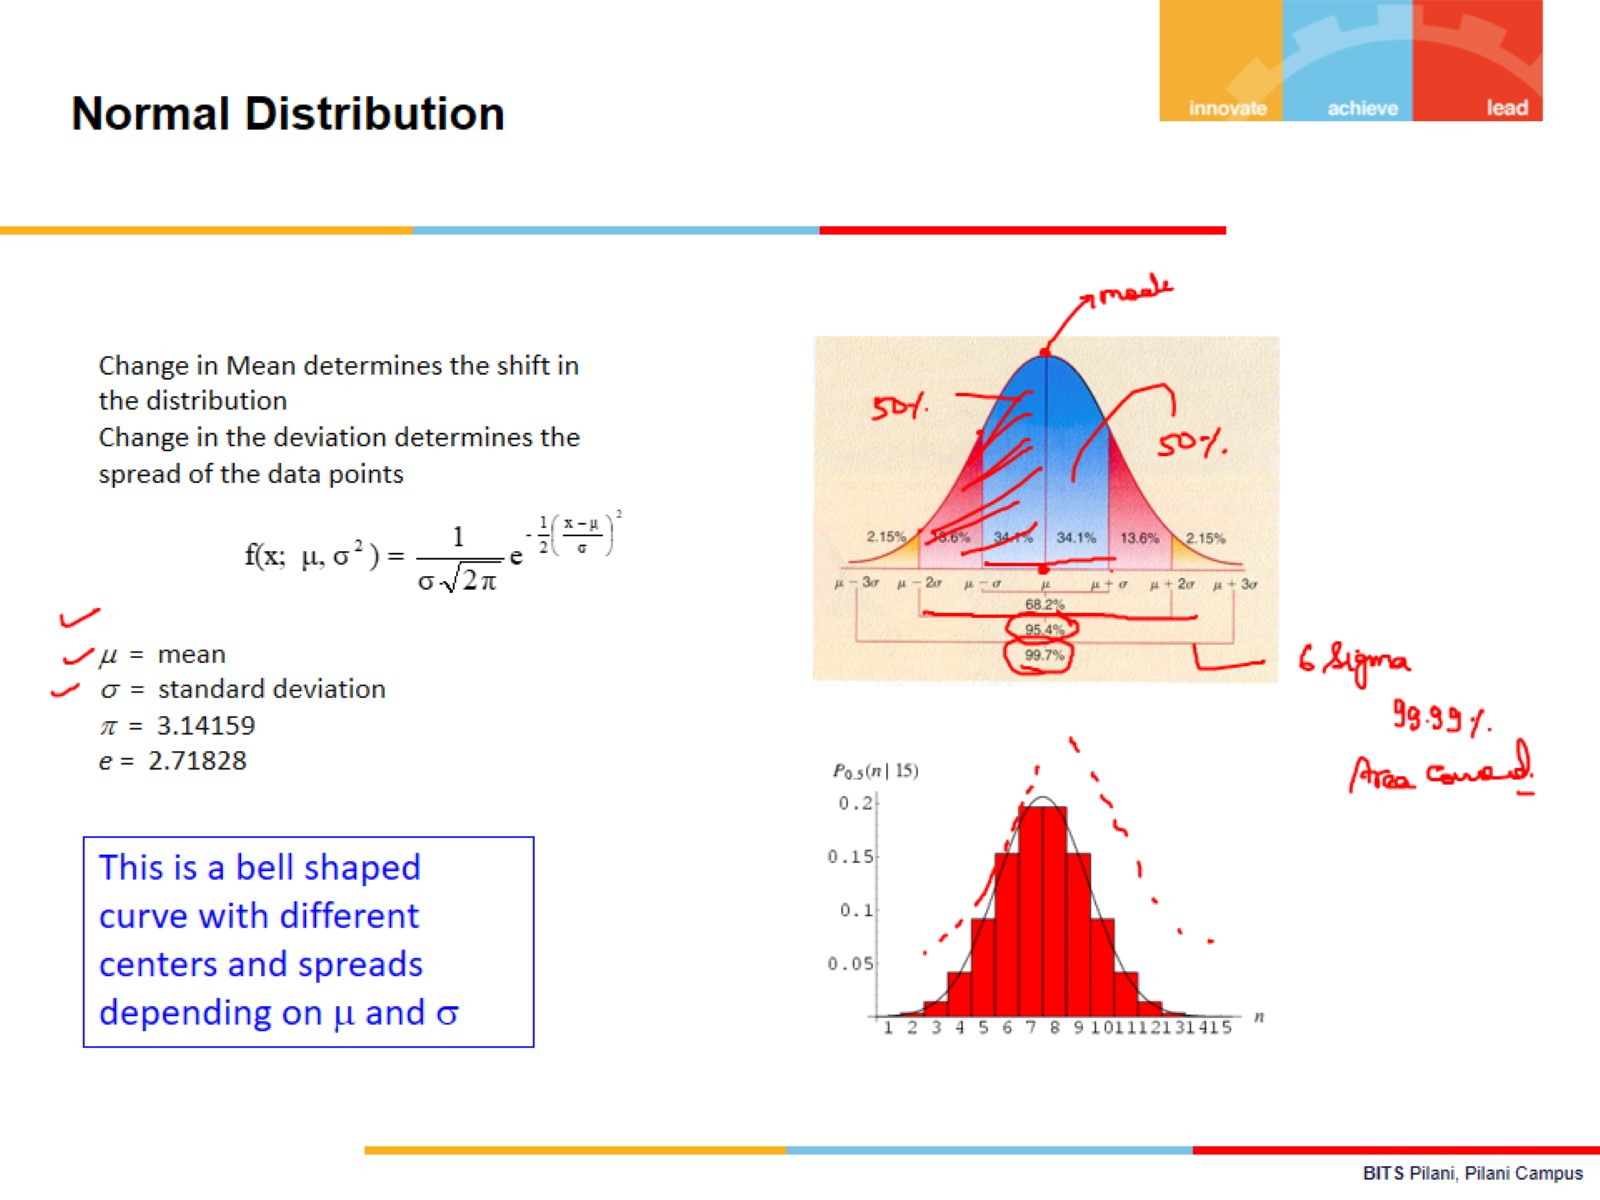 innovate achieve lead
Normal Distribution
Change in Mean determines the shift in
the distribution
Change in the deviation determines the
spread of the data points
f(x; μ, σ²) = 1/(σ√2π) e^(-1/2((x-μ)/σ)²)
μ = mean
σ = standard deviation
π = 3.14159
e = 2.71828
This is a bell shaped
curve with different
centers and spreads
depending on μ and σ
mode
50%
50%
2.15% 13.6% 34.1% 34.1% 13.6% 2.15%
μ – 3σ μ – 2σ μ – σ μ μ + σ μ + 2σ μ + 3σ
68.2%
95.4%
99.7%
6 Sigma
99.99%
Area
P0.5(n| 15)
0.2
0.15
0.1
0.05
1 2 3 4 5 6 7 8 9 10 11 12 13 14 15 n
BITS Pilani, Pilani Campus